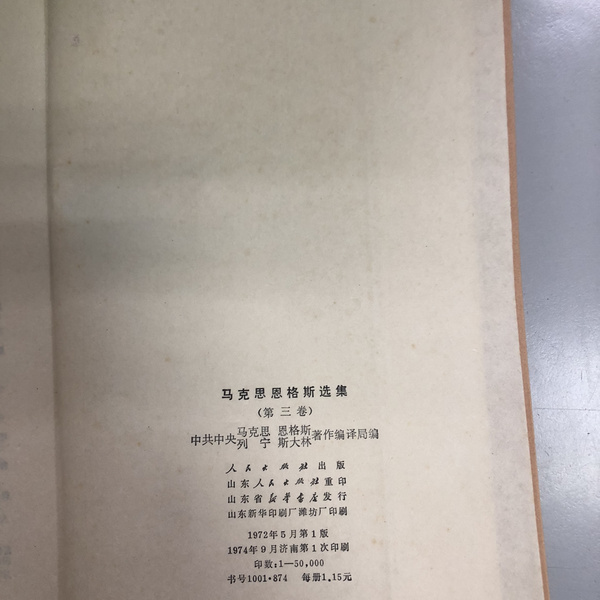 马克思恩格斯选集
（第三卷）
中共中央马克思 恩格斯列 宁 斯大林著作编译局编
人民出版社出版
山东人民出版社重印
山东省新华书店发行
山东新华印刷厂潍坊厂印刷
1972年5月第1版
1974年9月济南第1次印刷
印数：1—50,000
书号1001·874 每册1.15元